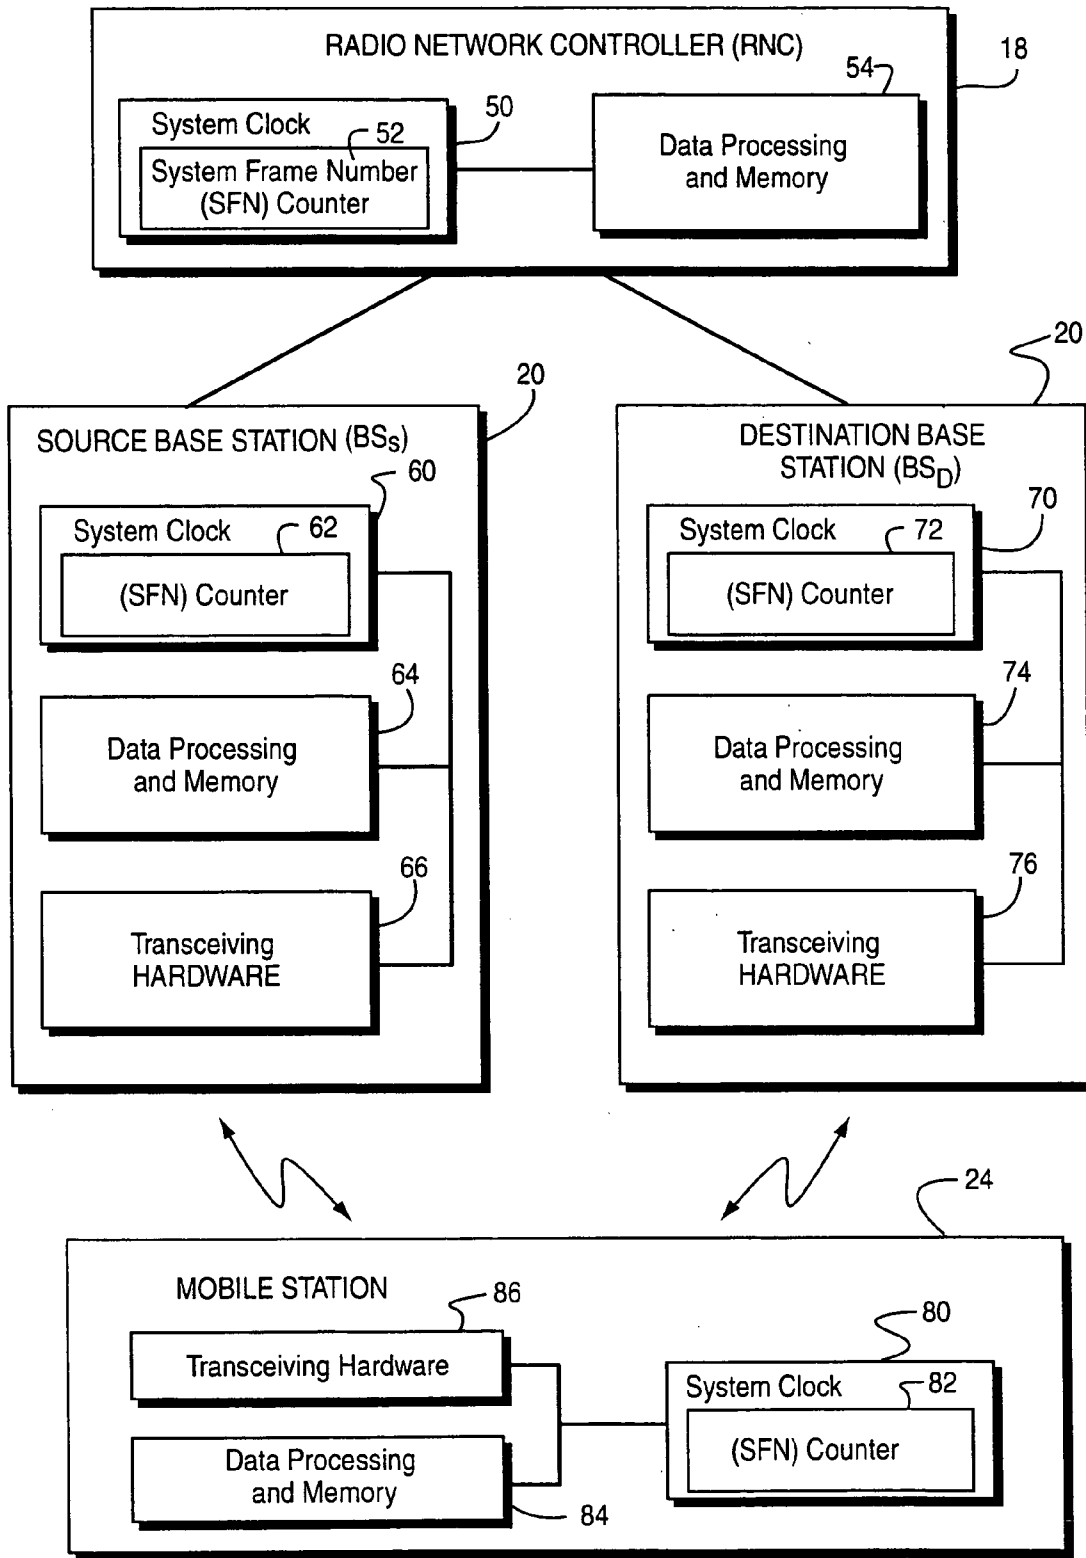 RADIO NETWORK CONTROLLER (RNC)
18
54
System Clock
50
52
System Frame Number
(SFN) Counter
Data Processing
and Memory
20
20
SOURCE BASE STATION (BSS)
60
System Clock
62
(SFN) Counter
64
Data Processing
and Memory
66
Transceiving
HARDWARE
DESTINATION BASE
STATION (BSD)
70
System Clock
72
(SFN) Counter
74
Data Processing
and Memory
76
Transceiving
HARDWARE
24
MOBILE STATION
86
Transceiving Hardware
Data Processing
and Memory
84
80
System Clock
82
(SFN) Counter